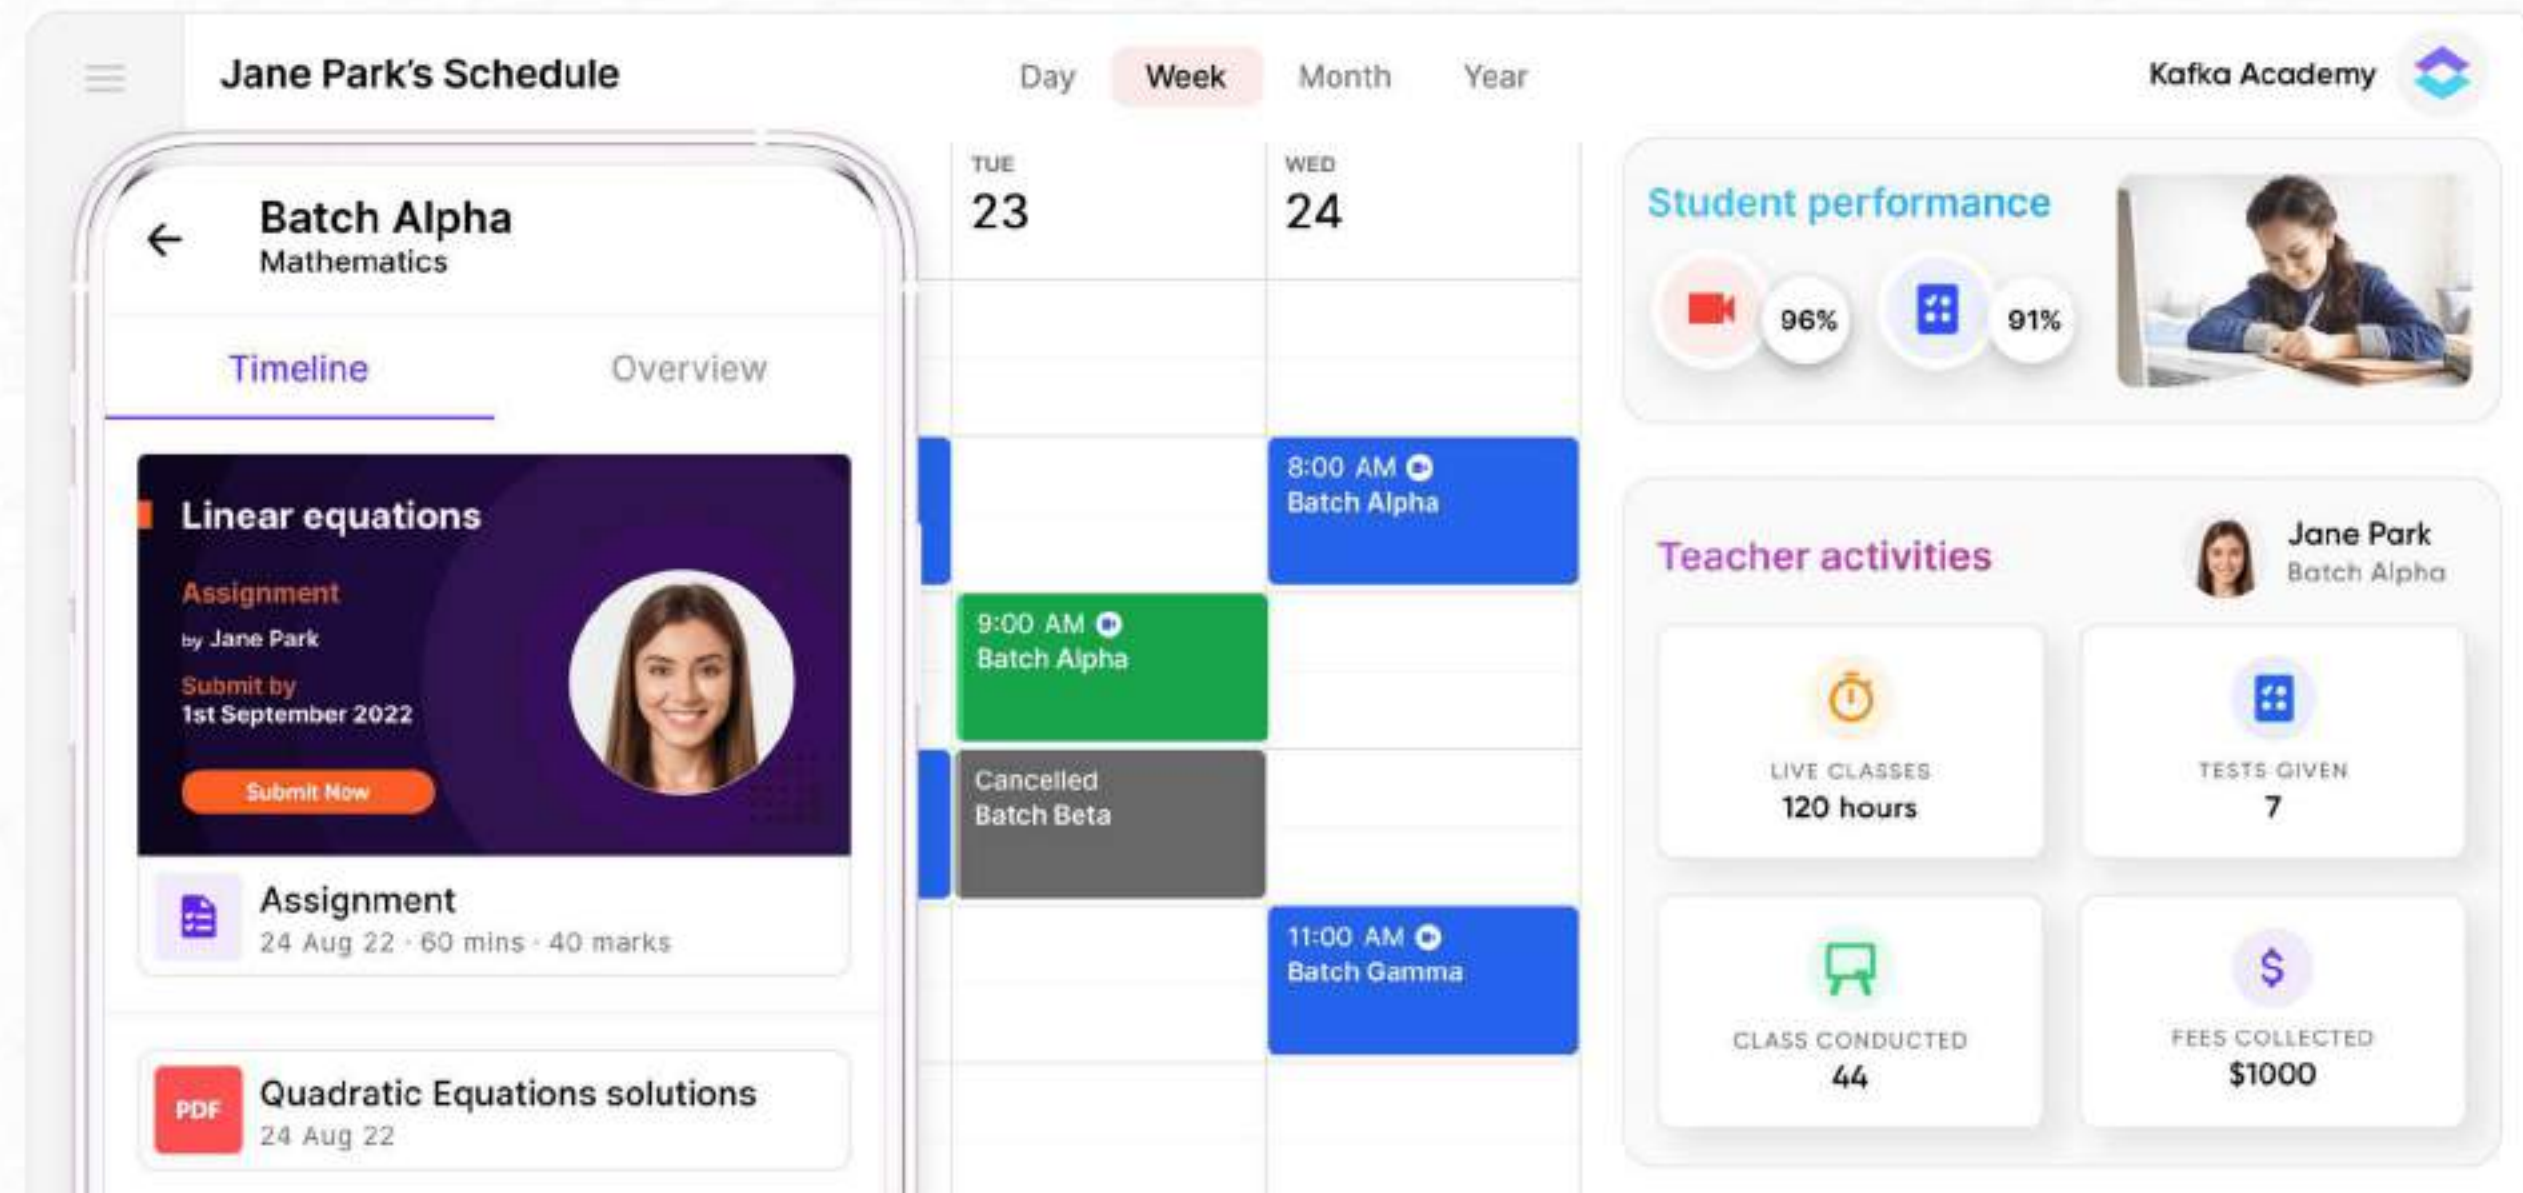 Jane Park's Schedule
Day
Week
Month
Year
Kafka Academy
Batch Alpha
Mathematics
Timeline
Overview
Linear equations
Assignment
by Jane Park
Submit by
1st September 2022
Submit Now
Assignment
24 Aug 22 · 60 mins · 40 marks
PDF
Quadratic Equations solutions
24 Aug 22
TUE
23
9:00 AM
Batch Alpha
Cancelled
Batch Beta
WED
24
8:00 AM
Batch Alpha
11:00 AM
Batch Gamma
Student performance
96%
91%
Teacher activities
Jane Park
Batch Alpha
LIVE CLASSES
120 hours
TESTS GIVEN
7
CLASS CONDUCTED
44
FEES COLLECTED
$1000